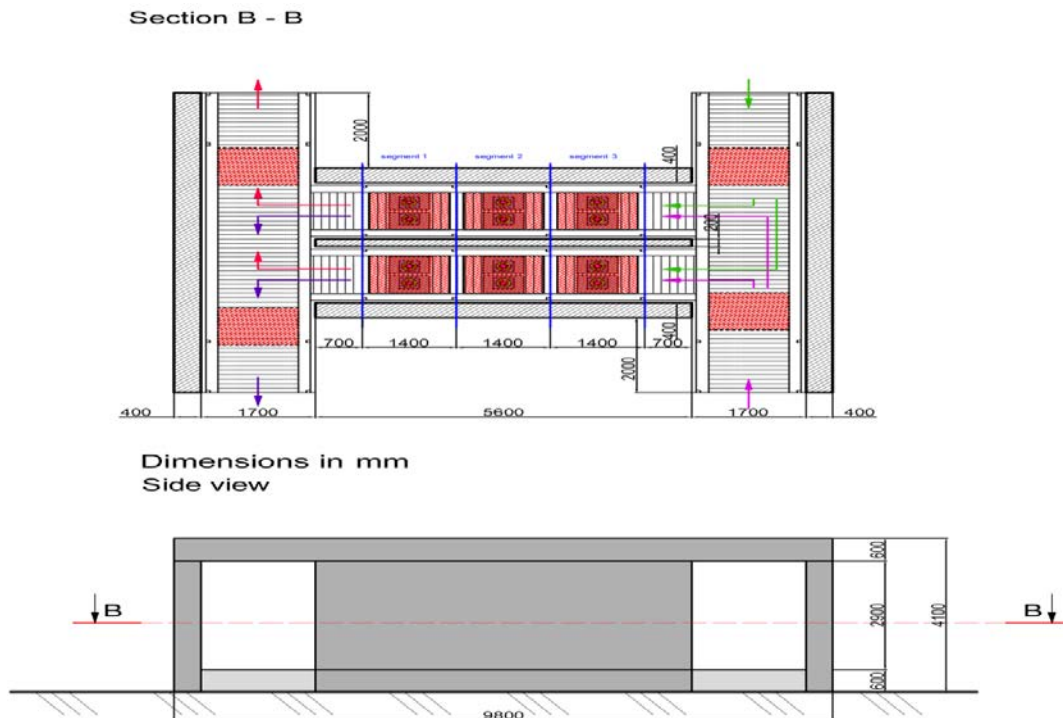 Section B - B
2000
400
segment 1 segment 2 segment 3
200
400
700 1400 1400 1400 700
2000
400 1700 5600 1700 400
Dimensions in mm
Side view
600
B B
2900
4100
600
9800